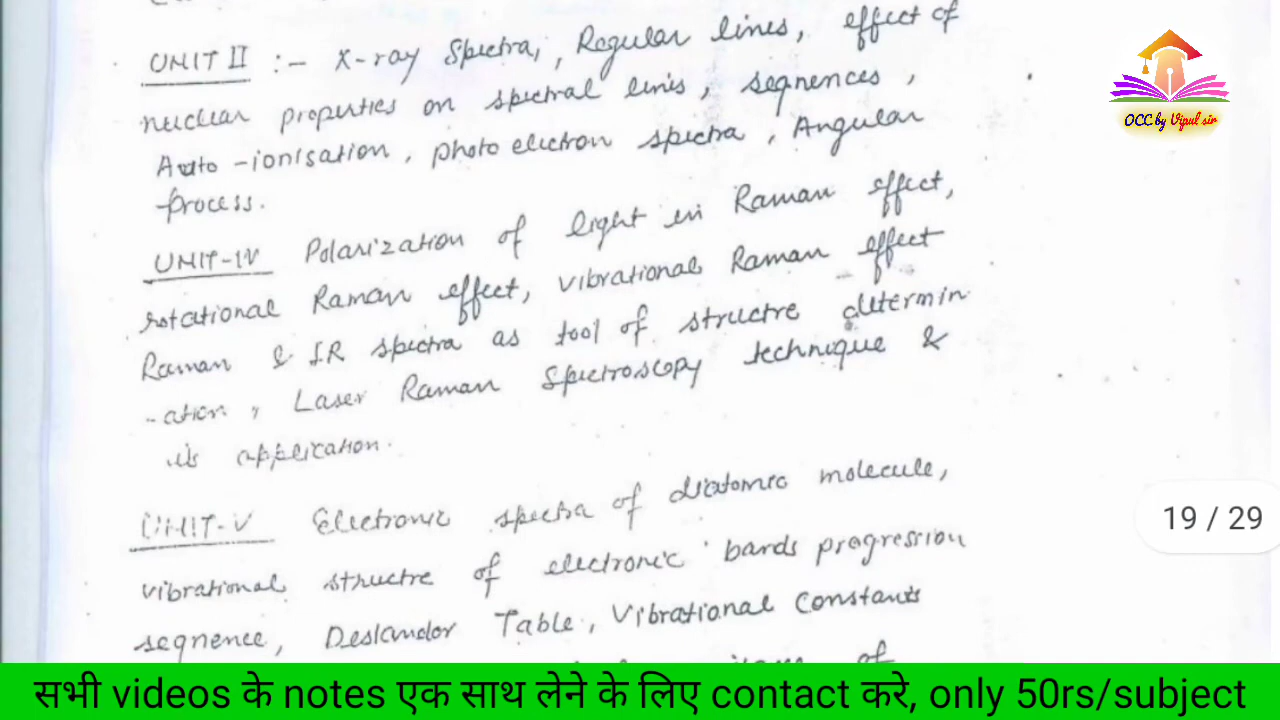 UNIT II :- X-ray Spectra, , Regular lines, effect of
nuclear properties on spectral lines, seqnences ,
Auto -ionisation , photo electron spectra , Angular
process.
UNIT-IV Polarization of light in Raman effect,
rotational Raman effect, vibrational Raman effect
Raman & IR spectra as tool of structre determin
-ation , Laser Raman Spectroscopy technique &
its application.
UNIT-V Electronic spectra of diatomic molecule,
vibrational structre of electronic bands progression
seqnence, Deslandor Table, Vibrational constants
of
OCC by Vipul sir
19 / 29
सभी videos के notes एक साथ लेने के लिए contact करे, only 50rs/subject